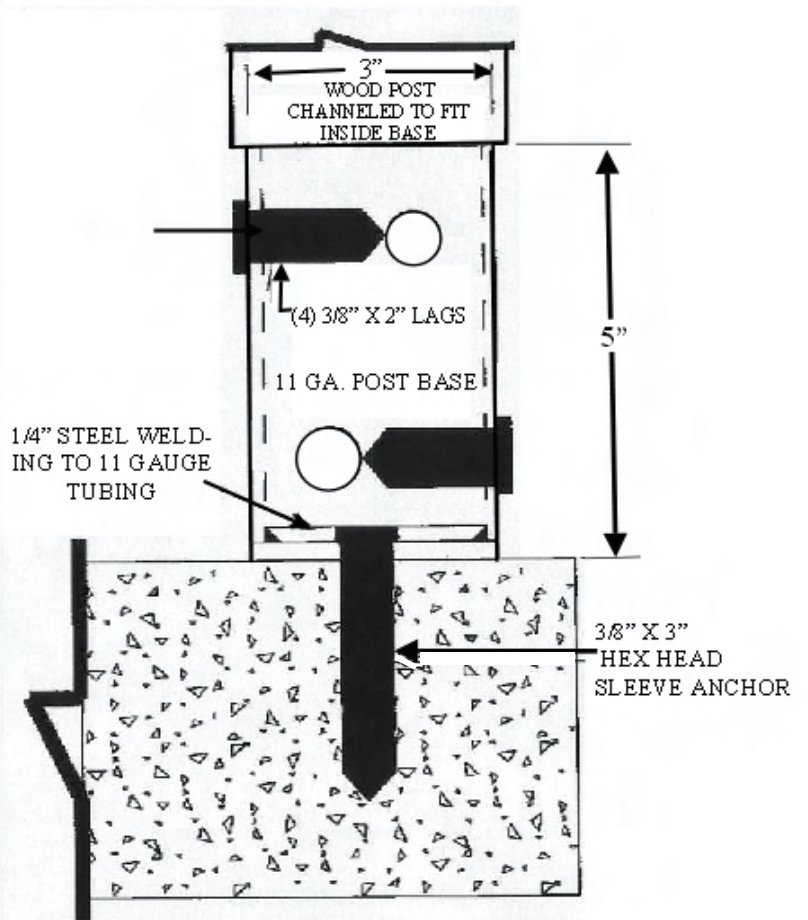 3”
WOOD POST
CHANNELED TO FIT
INSIDE BASE
(4) 3/8” X 2” LAGS
5”
11 GA. POST BASE
1/4” STEEL WELD-
ING TO 11 GAUGE
TUBING
3/8” X 3”
HEX HEAD
SLEEVE ANCHOR